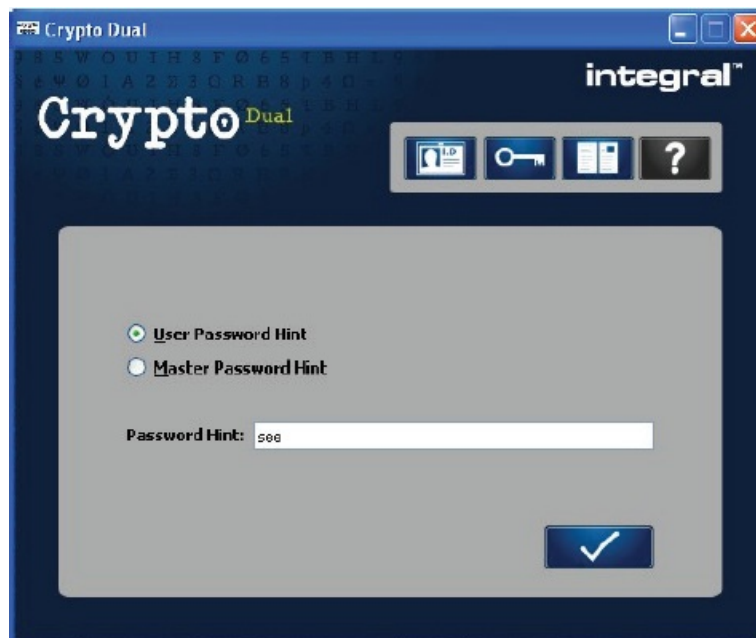 Crypto Dual
integral™
Crypto Dual
I.D
?
User Password Hint
Master Password Hint
Password Hint: see